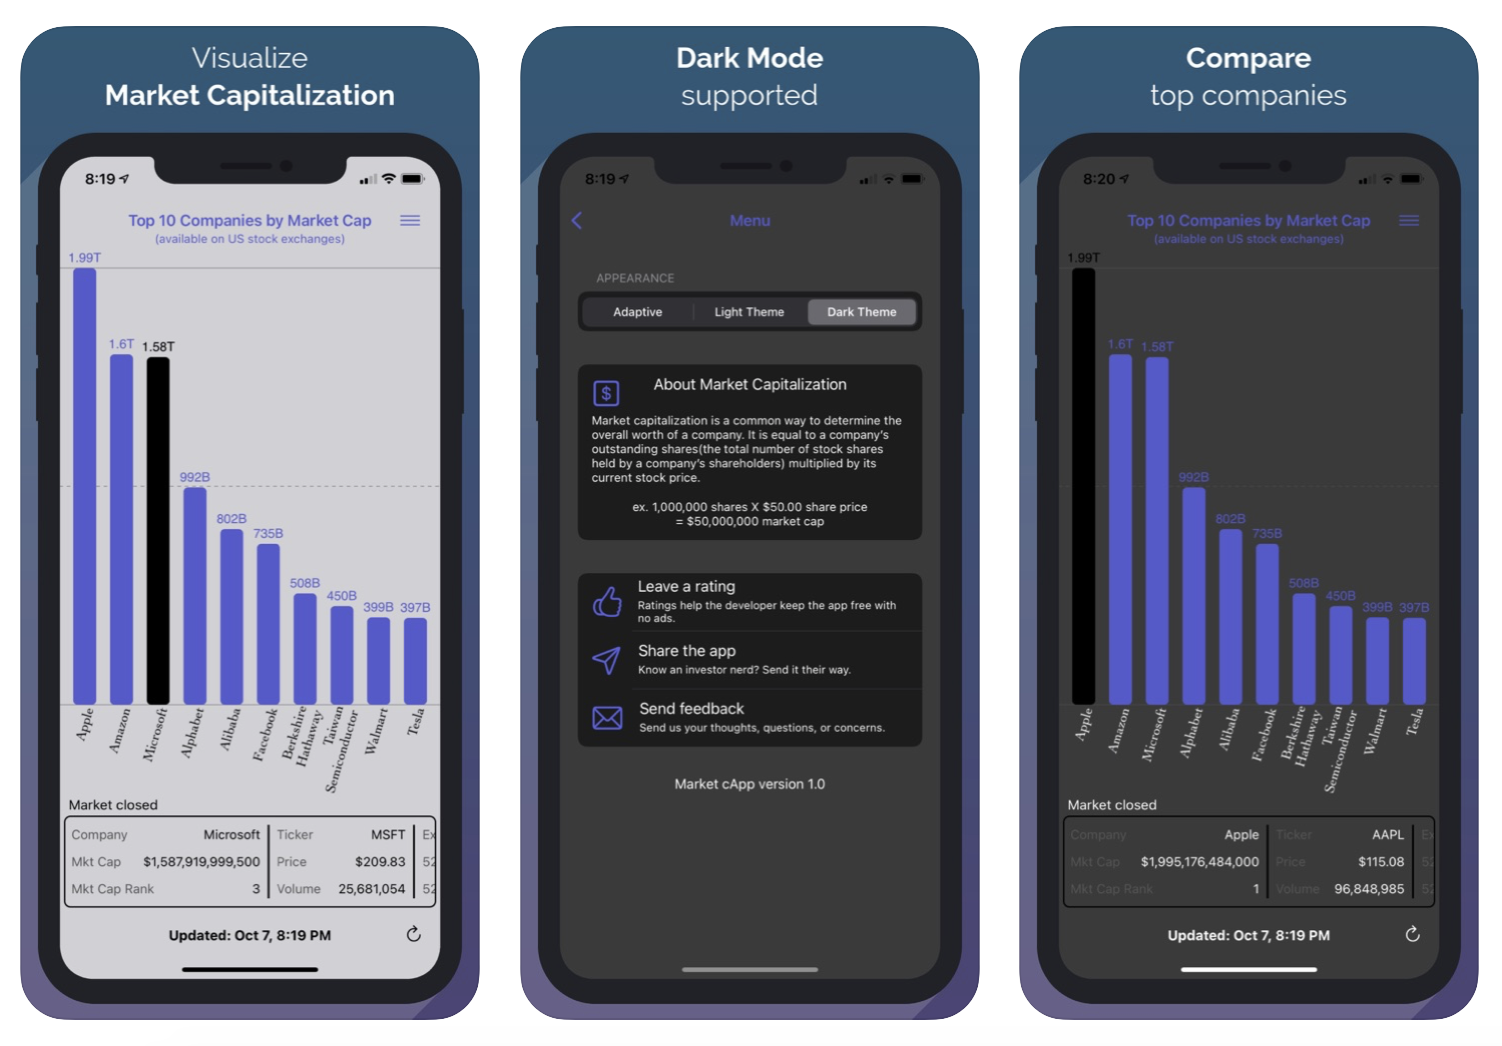 Visualize
Market Capitalization
8:19
Top 10 Companies by Market Cap
(available on US stock exchanges)
1.99T
1.6T
1.58T
992B
802B
735B
508B
450B
399B
397B
Apple
Amazon
Microsoft
Alphabet
Alibaba
Facebook
Berkshire
Hathaway
Taiwan
Semiconductor
Walmart
Tesla
Market closed
Company Microsoft Ticker MSFT Ex
Mkt Cap $1,587,919,999,500 Price $209.83 52
Mkt Cap Rank 3 Volume 25,681,054 52
Updated: Oct 7, 8:19 PM
Dark Mode
supported
8:19
Menu
APPEARANCE
Adaptive Light Theme Dark Theme
$ About Market Capitalization
Market capitalization is a common way to determine the
overall worth of a company. It is equal to a company's
outstanding shares(the total number of stock shares
held by a company's shareholders) multiplied by its
current stock price.
ex. 1,000,000 shares X $50.00 share price
= $50,000,000 market cap
Leave a rating
Ratings help the developer keep the app free with
no ads.
Share the app
Know an investor nerd? Send it their way.
Send feedback
Send us your thoughts, questions, or concerns.
Market cApp version 1.0
Compare
top companies
8:20
Top 10 Companies by Market Cap
(available on US stock exchanges)
1.99T
1.6T
1.58T
992B
802B
735B
508B
450B
399B
397B
Apple
Amazon
Microsoft
Alphabet
Alibaba
Facebook
Berkshire
Hathaway
Taiwan
Semiconductor
Walmart
Tesla
Market closed
Company Apple Ticker AAPL Ex
Mkt Cap $1,995,176,484,000 Price $115.08 52
Mkt Cap Rank 1 Volume 96,848,985 52
Updated: Oct 7, 8:19 PM